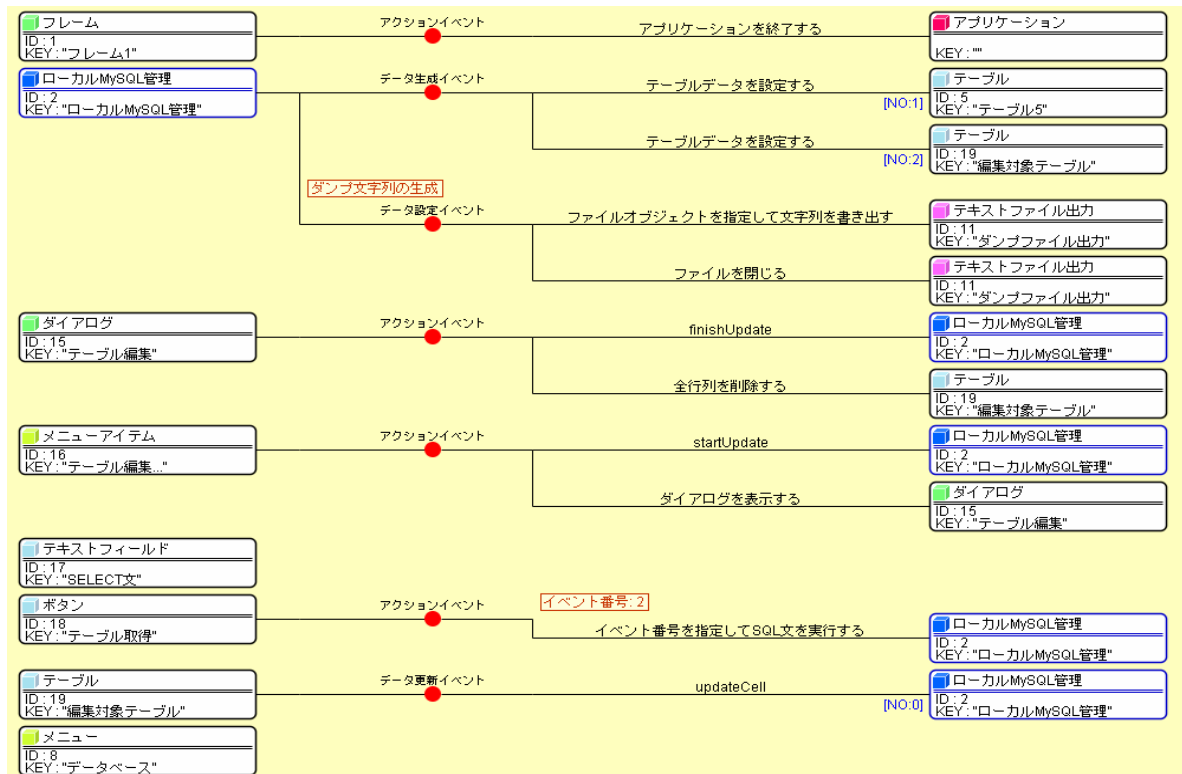 フレーム
ID : 1
KEY : "フレーム1"
アクションイベント
アプリケーションを終了する
アプリケーション
KEY : ""
ローカルMySQL管理
ID : 2
KEY : "ローカルMySQL管理"
データ生成イベント
テーブルデータを設定する
[NO:1]
テーブル
ID : 5
KEY : "テーブル5"
テーブルデータを設定する
[NO:2]
テーブル
ID : 19
KEY : "編集対象テーブル"
ダンプ文字列の生成
データ設定イベント
ファイルオブジェクトを指定して文字列を書き出す
テキストファイル出力
ID : 11
KEY : "ダンプファイル出力"
ファイルを閉じる
テキストファイル出力
ID : 11
KEY : "ダンプファイル出力"
ダイアログ
ID : 15
KEY : "テーブル編集"
アクションイベント
finishUpdate
ローカルMySQL管理
ID : 2
KEY : "ローカルMySQL管理"
全行列を削除する
テーブル
ID : 19
KEY : "編集対象テーブル"
メニューアイテム
ID : 16
KEY : "テーブル編集..."
アクションイベント
startUpdate
ローカルMySQL管理
ID : 2
KEY : "ローカルMySQL管理"
ダイアログを表示する
ダイアログ
ID : 15
KEY : "テーブル編集"
テキストフィールド
ID : 17
KEY : "SELECT文"
ボタン
ID : 18
KEY : "テーブル取得"
アクションイベント
イベント番号: 2
イベント番号を指定してSQL文を実行する
ローカルMySQL管理
ID : 2
KEY : "ローカルMySQL管理"
テーブル
ID : 19
KEY : "編集対象テーブル"
データ更新イベント
updateCell
[NO:0]
ローカルMySQL管理
ID : 2
KEY : "ローカルMySQL管理"
メニュー
ID : 8
KEY : "データベース"